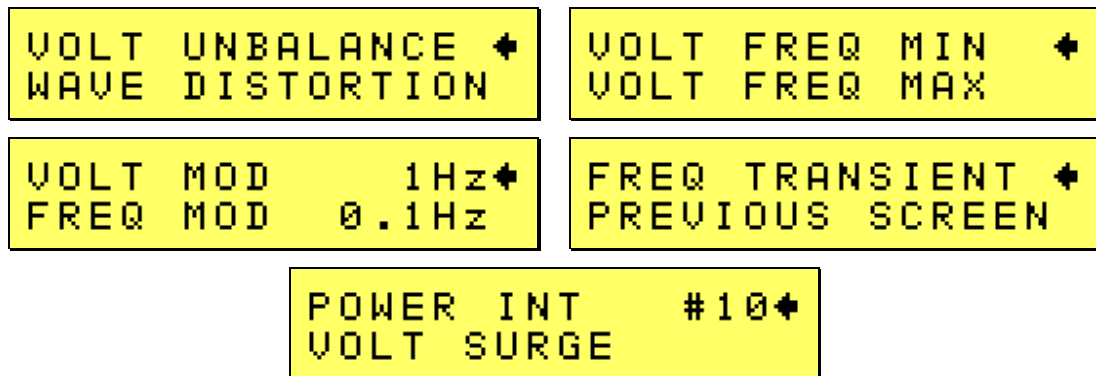 VOLT UNBALANCE ←
WAVE DISTORTION
VOLT FREQ MIN ←
VOLT FREQ MAX
VOLT MOD 1Hz←
FREQ MOD 0.1Hz
FREQ TRANSIENT ←
PREVIOUS SCREEN
POWER INT #10←
VOLT SURGE